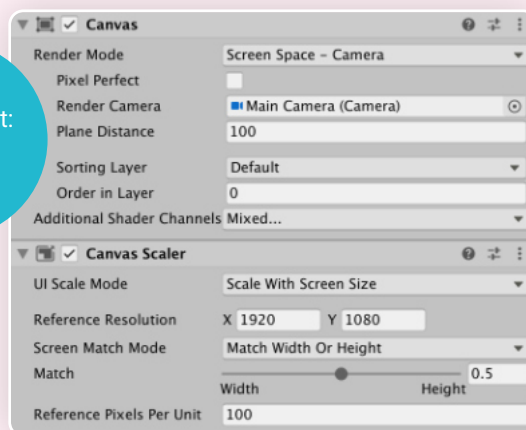 Canvas
Render Mode Screen Space - Camera
Pixel Perfect
Render Camera Main Camera (Camera)
t:
Plane Distance 100
Sorting Layer Default
Order in Layer 0
Additional Shader Channels Mixed...
Canvas Scaler
UI Scale Mode Scale With Screen Size
Reference Resolution X 1920 Y 1080
Screen Match Mode Match Width Or Height
Match 0.5
Width Height
Reference Pixels Per Unit 100